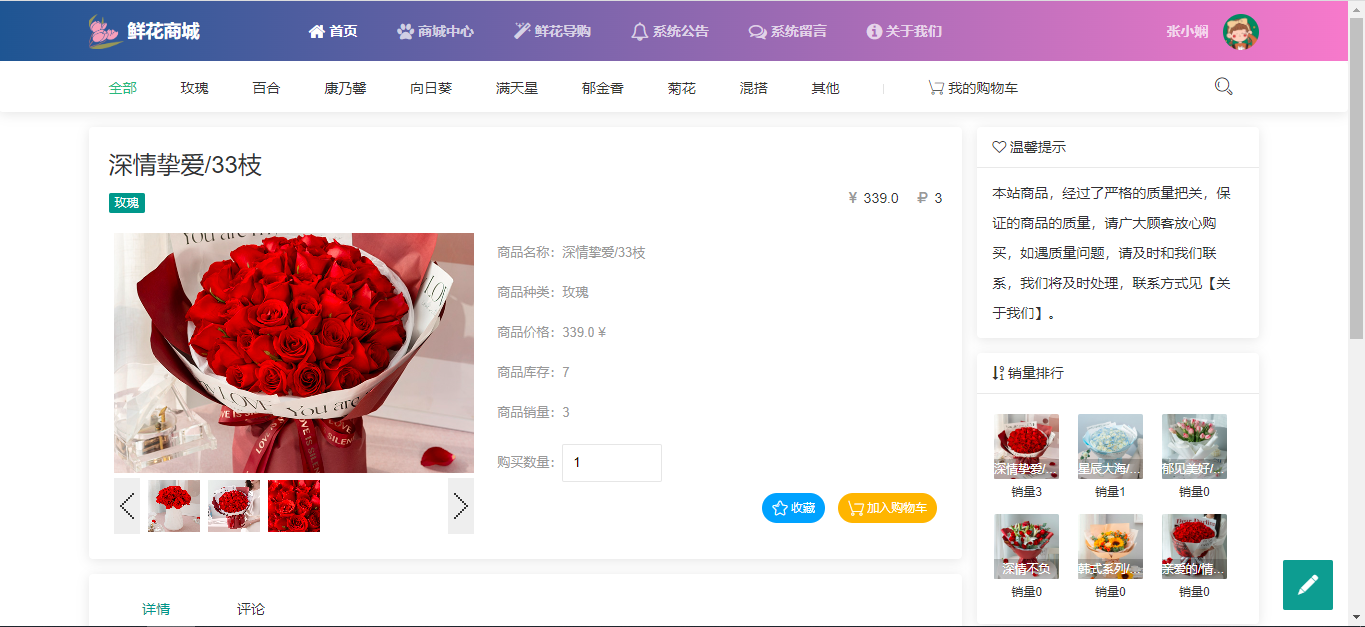 鲜花商城
首页 商城中心 鲜花导购 系统公告 系统留言 关于我们 张小娴
全部 玫瑰 百合 康乃馨 向日葵 满天星 郁金香 菊花 混搭 其他 我的购物车
深情挚爱/33枝
玫瑰
¥ 339.0 3
You are
LOVE
LOVE You are
商品名称：深情挚爱/33枝
商品种类：玫瑰
商品价格：339.0 ¥
商品库存：7
商品销量：3
购买数量： 1
收藏 加入购物车
详情 评论
温馨提示
本站商品，经过了严格的质量把关，保
证的商品的质量，请广大顾客放心购
买，如遇质量问题，请及时和我们联
系，我们将及时处理，联系方式见【关
于我们】。
销量排行
深情挚爱/... 星辰大海/... 郁见美好/...
销量3 销量1 销量0
深情不负 韩式系列/... 亲爱的/情...
销量0 销量0 销量0